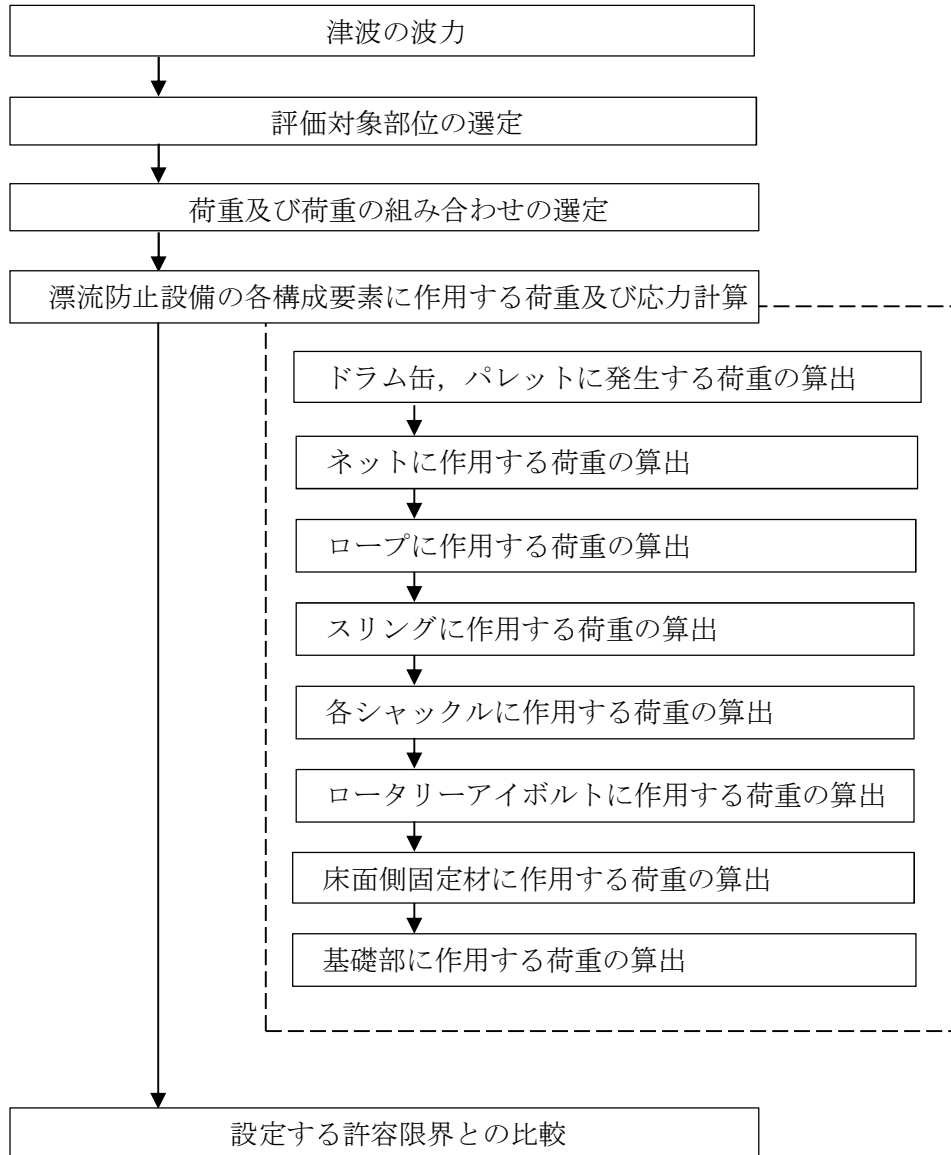 津波の波力
評価対象部位の選定
荷重及び荷重の組み合わせの選定
漂流防止設備の各構成要素に作用する荷重及び応力計算
ドラム缶，パレットに発生する荷重の算出
ネットに作用する荷重の算出
ロープに作用する荷重の算出
スリングに作用する荷重の算出
各シャックルに作用する荷重の算出
ロータリーアイボルトに作用する荷重の算出
床面側固定材に作用する荷重の算出
基礎部に作用する荷重の算出
設定する許容限界との比較